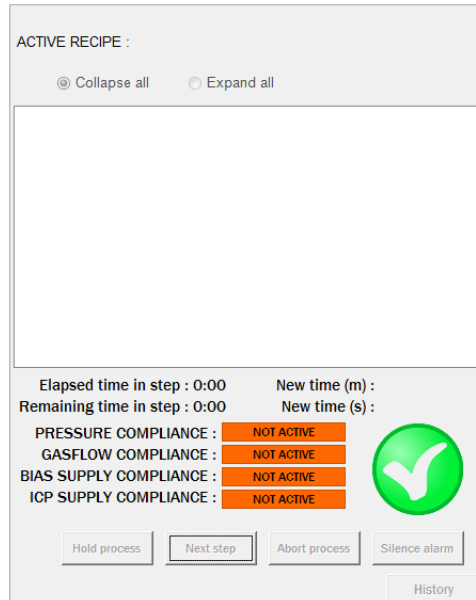 ACTIVE RECIPE :
Collapse all Expand all
Elapsed time in step : 0:00 New time (m) :
Remaining time in step : 0:00 New time (s) :
PRESSURE COMPLIANCE : NOT ACTIVE
GASFLOW COMPLIANCE : NOT ACTIVE
BIAS SUPPLY COMPLIANCE : NOT ACTIVE
ICP SUPPLY COMPLIANCE : NOT ACTIVE
Hold process Next step Abort process Silence alarm
History